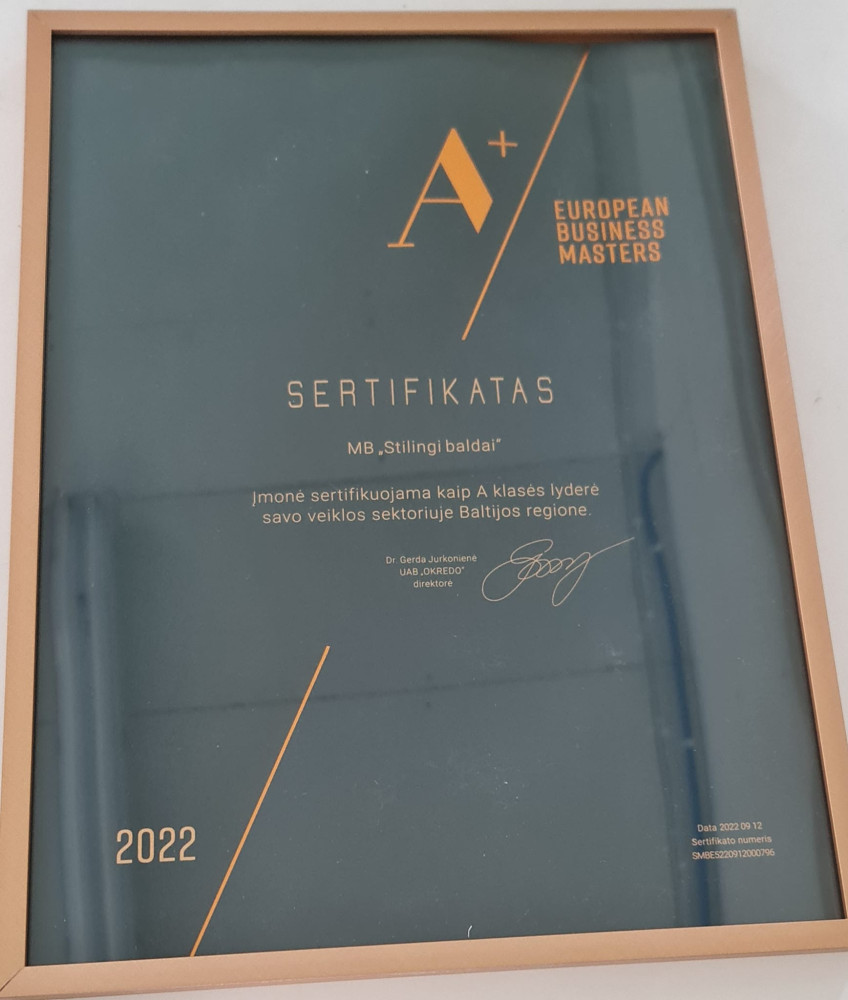 A+
EUROPEAN
BUSINESS
MASTERS
SERTIFIKATAS
MB „Stilingi baldai“
Įmonė sertifikuojama kaip A klasės lyderė
savo veiklos sektoriuje Baltijos regione.
Dr. Gerda Jurkonienė
UAB „OKREDO“
direktorė
2022
Data 2022 09 12
Sertifikato numeris
SMBE5220912000796